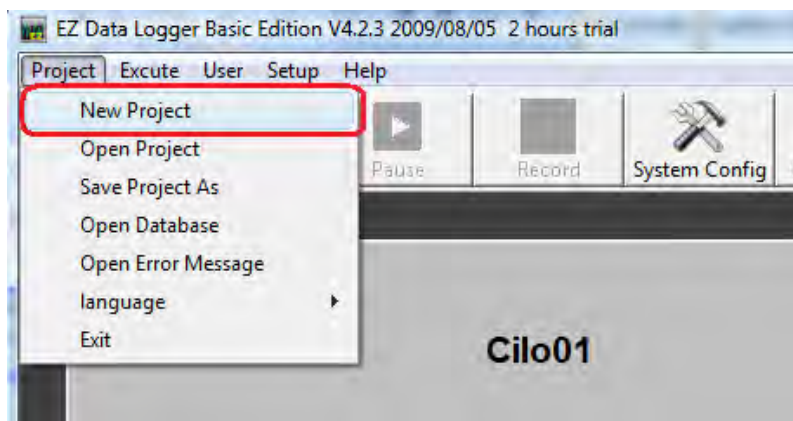 EZ Data Logger Basic Edition V4.2.3 2009/08/05 2 hours trial
Project Excute User Setup Help
New Project
Open Project
Save Project As
Open Database
Open Error Message
language
Exit
Pause
Record
System Config
Cilo01